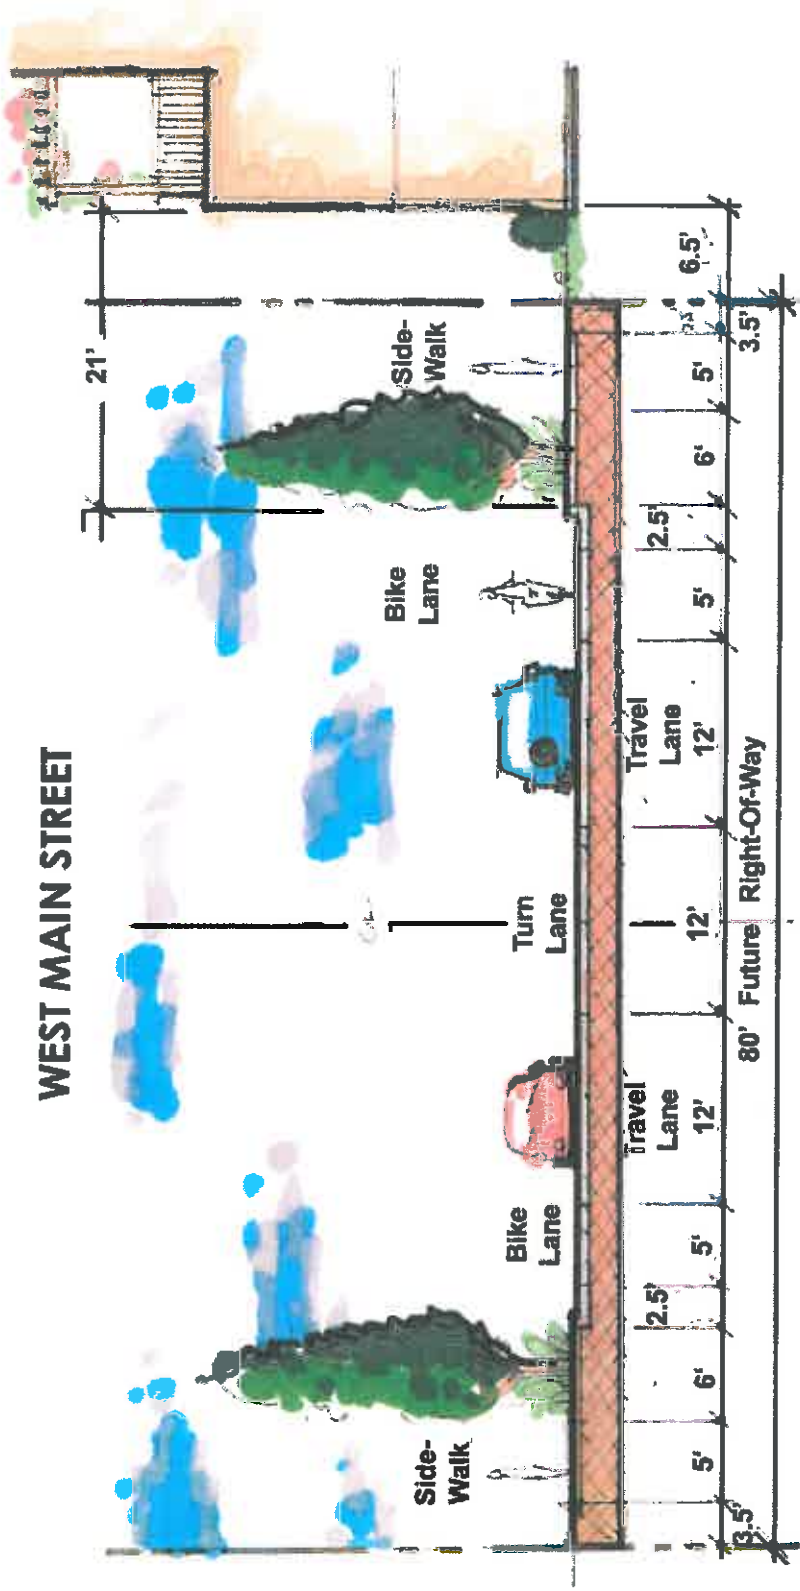 WEST MAIN STREET
21'
Side-
Walk
Bike
Lane
Turn
Lane
Bike
Lane
Side-
Walk
Travel
Lane
Travel
Lane
2.5'
2.5'
3.5'
5'
6'
5'
12'
12'
12'
5'
6'
5'
6.5'
3.5'
80' Future Right-Of-Way